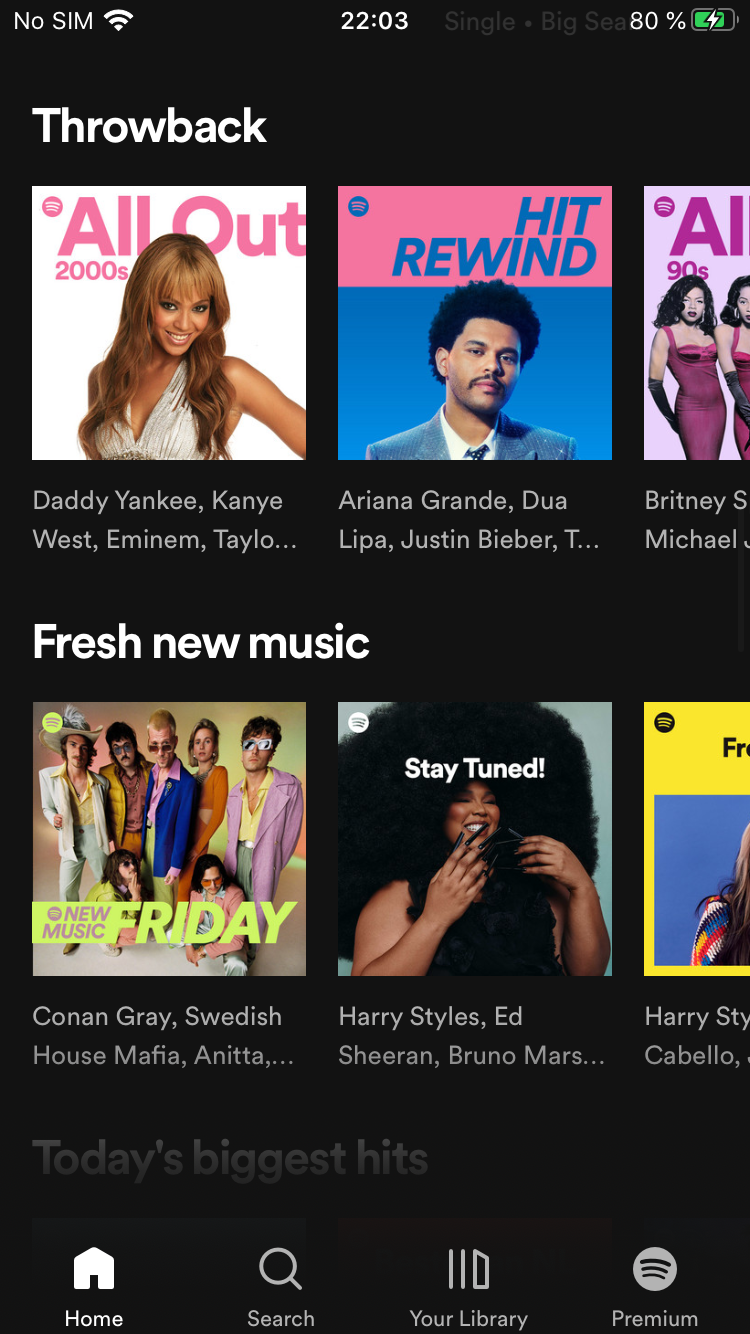 No SIM 22:03 Single • Big Sea 80 %
Throwback
All Out
2000s
HIT
REWIND
All
90s
Daddy Yankee, Kanye
West, Eminem, Taylo...
Ariana Grande, Dua
Lipa, Justin Bieber, T...
Britney S
Michael J
Fresh new music
NEW
MUSIC
FRIDAY
Stay Tuned!
Fre
Conan Gray, Swedish
House Mafia, Anitta,...
Harry Styles, Ed
Sheeran, Bruno Mars...
Harry Sty
Cabello, J
Today's biggest hits
Home
Search
Your Library
Premium